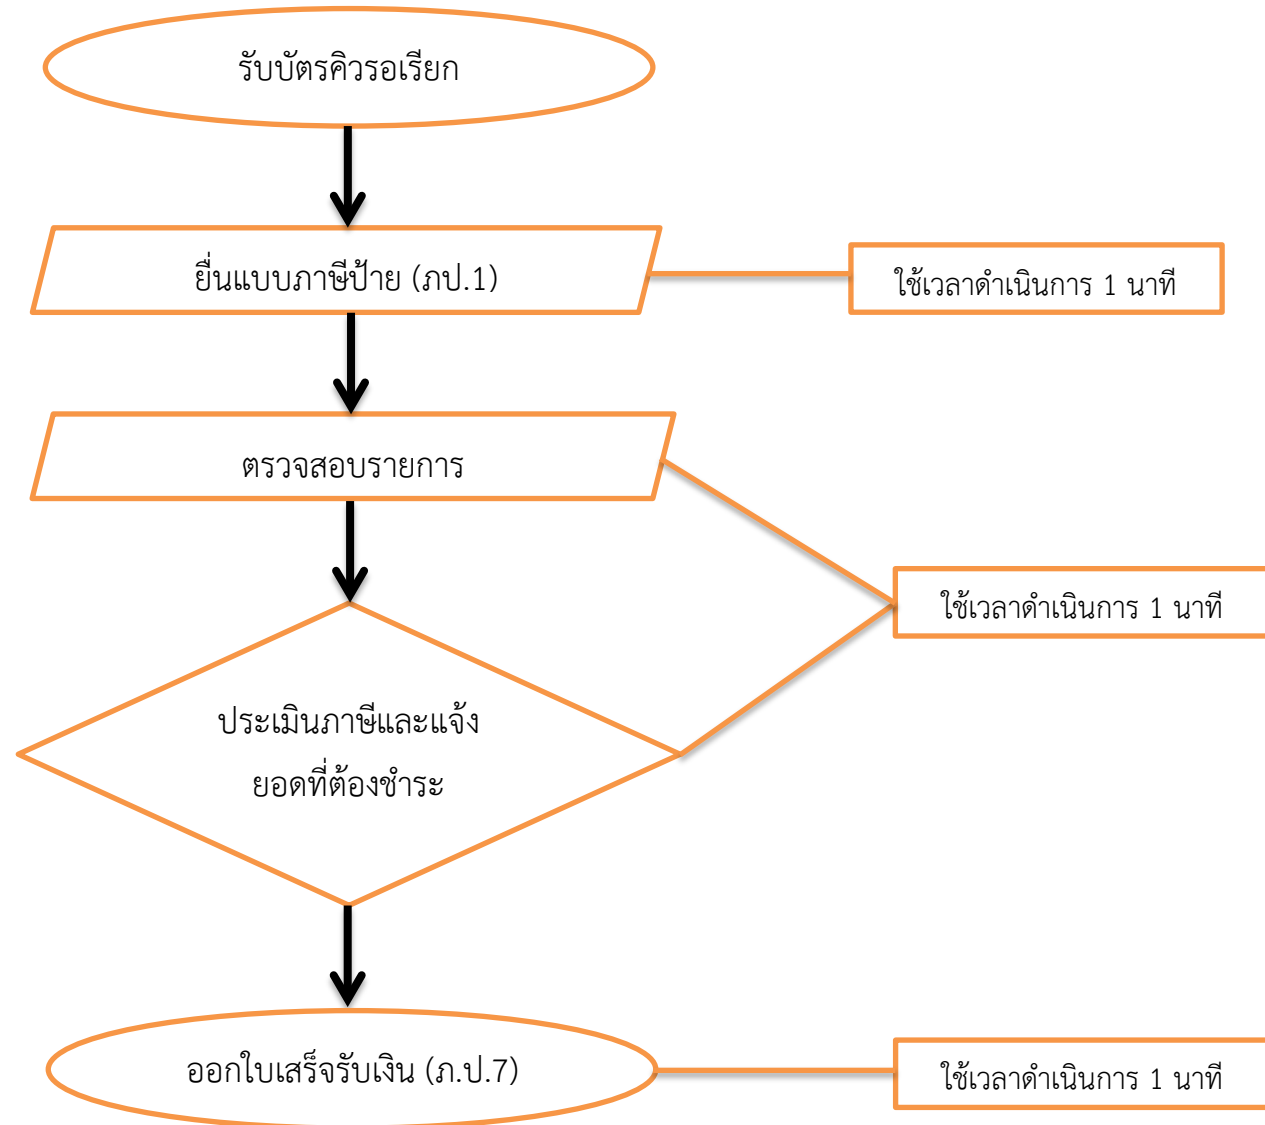 รับบัตรคิวรอเรียก
ยื่นแบบภาษีป้าย (ภป.1)
ใช้เวลาดำเนินการ 1 นาที
ตรวจสอบรายการ
ใช้เวลาดำเนินการ 1 นาที
ประเมินภาษีและแจ้ง
ยอดที่ต้องชำระ
ออกใบเสร็จรับเงิน (ภ.ป.7)
ใช้เวลาดำเนินการ 1 นาที